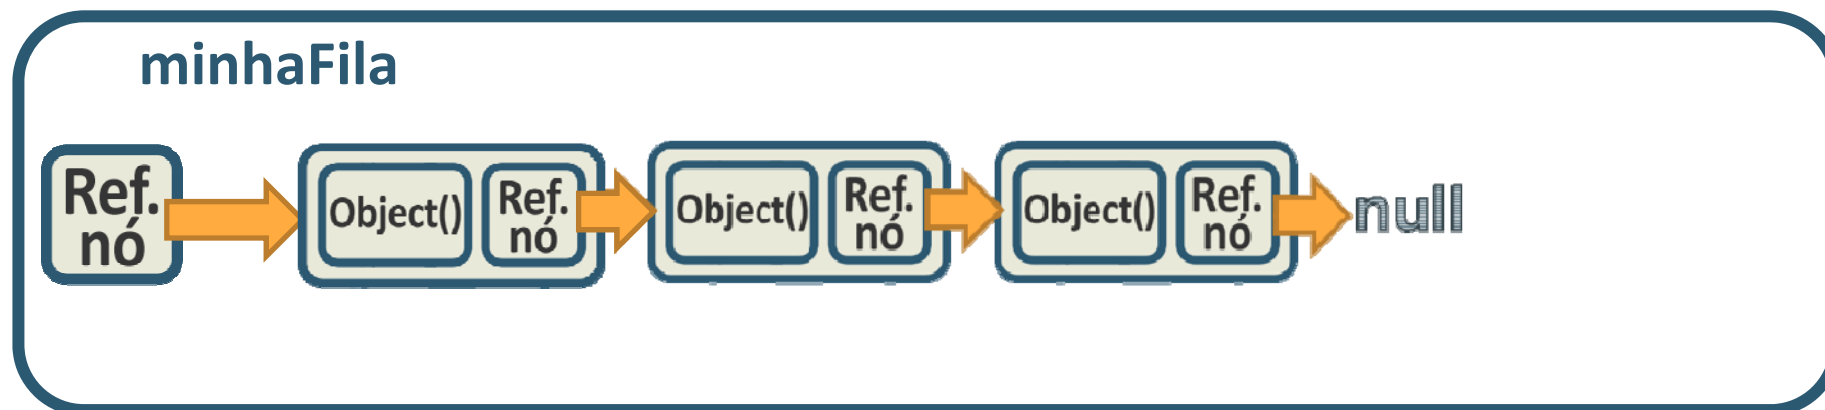 minhaFila
Ref.
nó
Object()
Ref.
nó
Object()
Ref.
nó
Object()
Ref.
nó
null